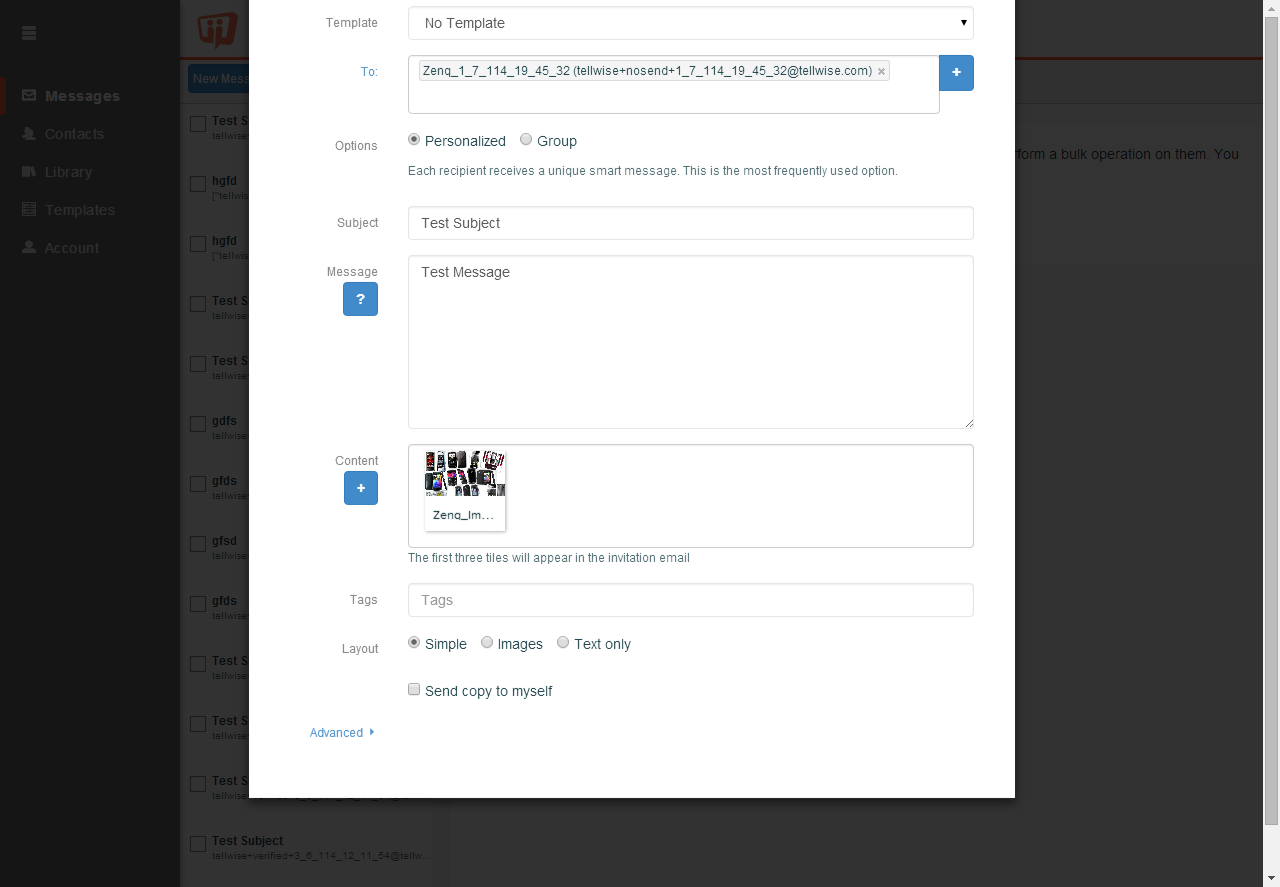 Template
No Template
To:
Zenq_1_7_114_19_45_32 (tellwise+nosend+1_7_114_19_45_32@tellwise.com) ×
+
Options
Personalized
Group
Each recipient receives a unique smart message. This is the most frequently used option.
Subject
Test Subject
Message
?
Test Message
Content
+
Zenq_Im...
The first three tiles will appear in the invitation email
Tags
Tags
Layout
Simple
Images
Text only
Send copy to myself
Advanced
Messages
Contacts
Library
Templates
Account
New Mess
Test S
tellwis
hgfd
["tellwis
hgfd
["tellwis
Test S
tellwise
Test S
tellwise
gdfs
tellwise
gfds
tellwise
gfsd
tellwise
gfds
tellwise
Test S
tellwise
Test S
tellwise
Test S
Test Subject
tellwise+verified+3_6_114_12_11_54@tellw...
rform a bulk operation on them. You